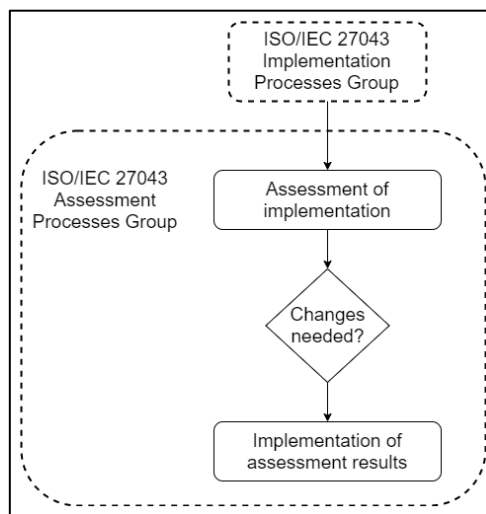 ISO/IEC 27043
Implementation
Processes Group
ISO/IEC 27043
Assessment
Processes Group
Assessment of
implementation
Changes
needed?
Implementation of
assessment results